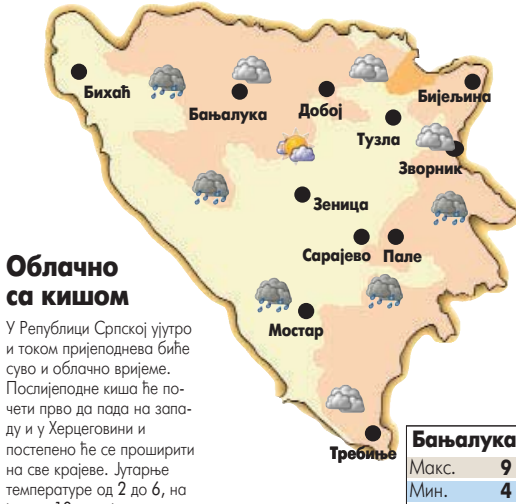 Бихаћ
Бањалука
Добој
Бијељина
Тузла
Зворник
Зеница
Сарајево Пале
Мостар
Требиње
Облачно
са кишом
У Републици Српској ујутро
и током пријеподнева биће
суво и облачно вријеме.
Послијеподне киша ће по-
чети прво да пада на запа-
ду и у Херцеговини и
постепено ће се проширити
на све крајеве. Јутарње
температуре од 2 до 6, на
Бањалука
Макс. 9
Мин. 4